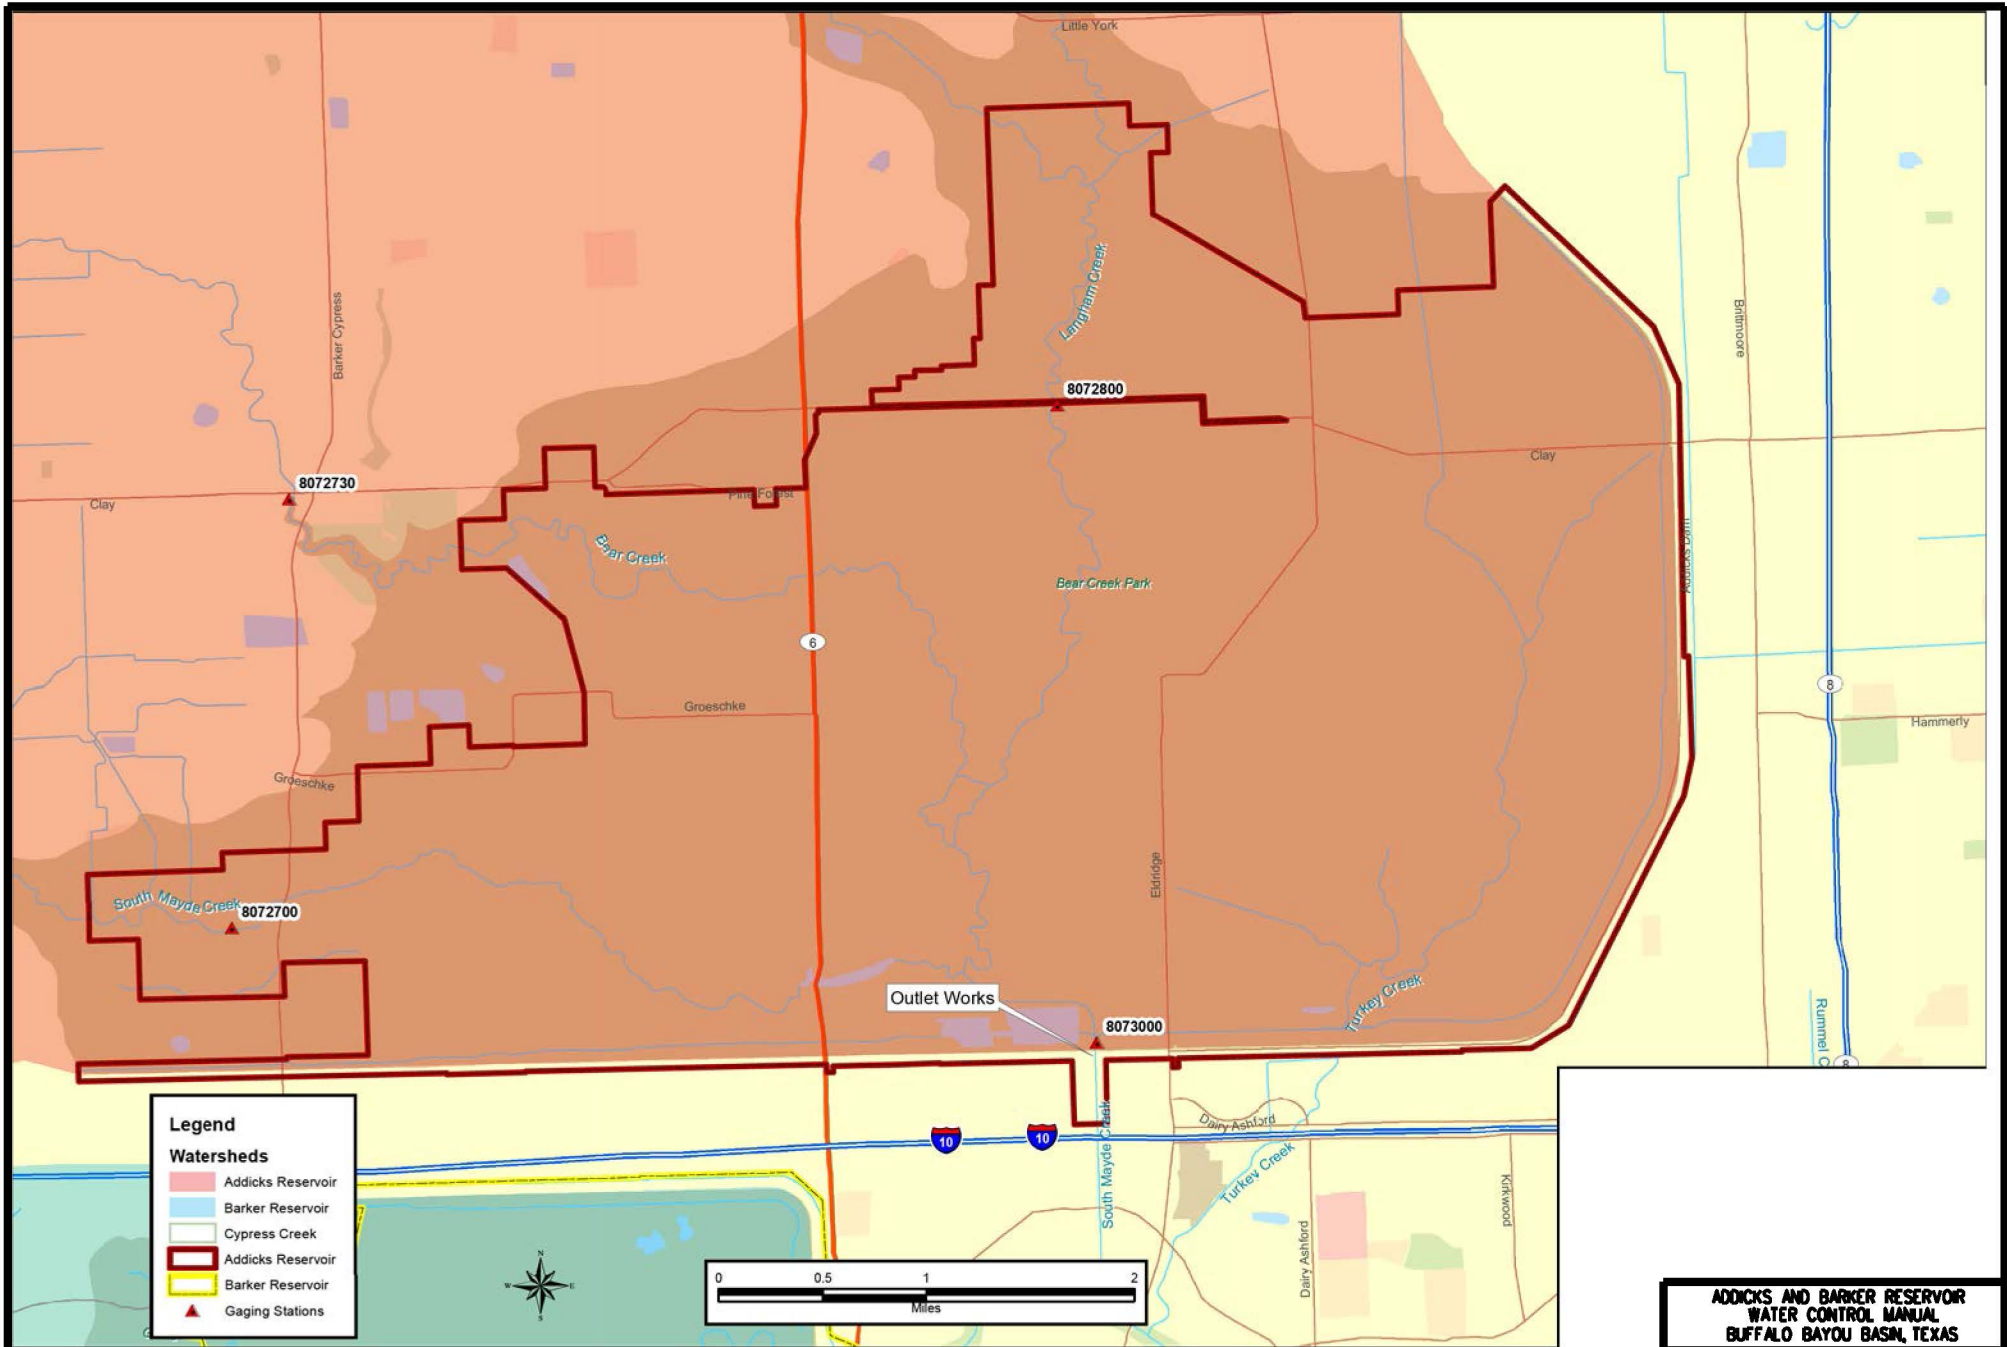 Little York
Langham Creek
Barker Cypress
Brittmoore
8072800
8072730
Clay
Clay
Pine Forest
Bear Creek
Addicks Dam
Bear Creek Park
6
8
Groeschke
Hammerly
Groeschke
Eldridge
South Mayde Creek
8072700
Outlet Works
Turkey Creek
8073000
Rummel C
8
Dairy Ashford
10
10
South Mayde Creek
Turkey Creek
Kirkwood
Dairy Ashford
Legend
Watersheds
Addicks Reservoir
Barker Reservoir
Cypress Creek
Addicks Reservoir
Barker Reservoir
Gaging Stations
N
W
E
S
0 0.5 1 2
Miles
ADDICKS AND BARKER RESERVOIR
WATER CONTROL MANUAL
BUFFALO BAYOU BASIN, TEXAS